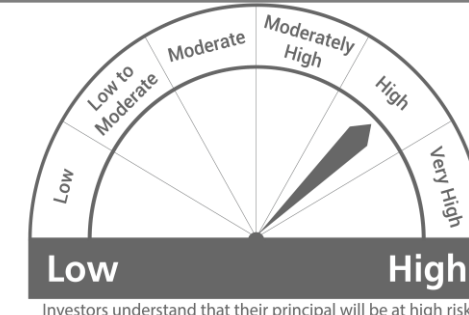 Low
Low to
Moderate
Moderate
Moderately
High
High
Very High
Low High
Investors understand that their principal will be at high risk